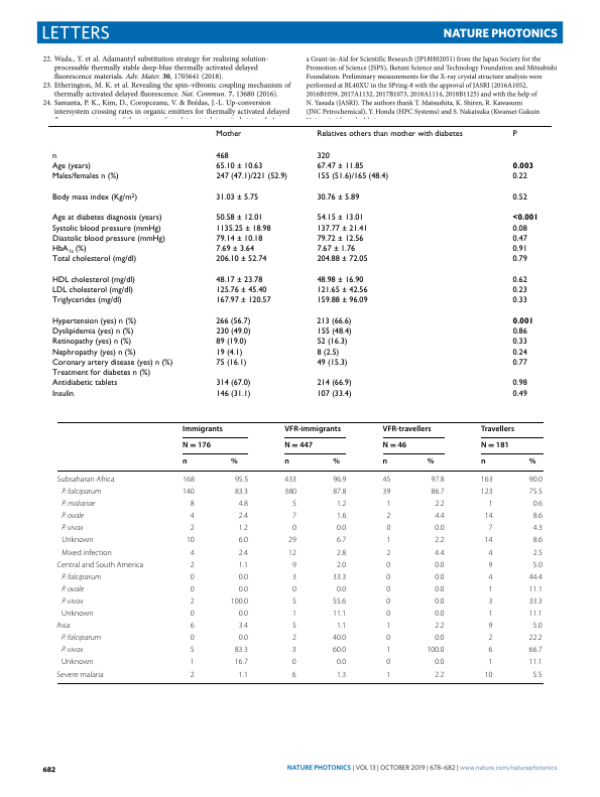 LETTERS
NATURE PHOTONICS
22. Wada., Y. et al. Adamantyl substitution strategy for realizing solution-
processable thermally stable deep-blue thermally activated delayed
fluorescence materials. Adv. Mater. 30, 1705641 (2018).
23. Etherington, M. K. et al. Revealing the spin–vibronic coupling mechanism of
thermally activated delayed fluorescence. Nat. Commun. 7, 13680 (2016).
24. Samanta, P. K., Kim, D., Coropceanu, V. & Brédas, J.-L. Up-conversion
intersystem crossing rates in organic emitters for thermally activated delayed
a Grant-in-Aid for Scientific Research (JP18H02051) from the Japan Society for the
Promotion of Science (JSPS), Iketani Science and Technology Foundation and Mitsubishi
Foundation. Preliminary measurements for the X-ray crystal structure analysis were
performed at BL40XU in the SPring-8 with the approval of JASRI (2016A1052,
2016B1059, 2017A1132, 2017B1073, 2018A1114, 2018B1125) and with the help of
N. Yasuda (JASRI). The authors thank T. Matsushita, K. Shizu, R. Kawasumi
(JNC Petrochemical), Y. Honda (HPC Systems) and S. Nakatsuka (Kwansei Gakuin
Mother Relatives others than mother with diabetes P
n 468 320
Age (years) 65.10 ± 10.63 67.47 ± 11.85 0.003
Males/females n (%) 247 (47.1)/221 (52.9) 155 (51.6)/165 (48.4) 0.22
Body mass index (Kg/m²) 31.03 ± 5.75 30.76 ± 5.89 0.52
Age at diabetes diagnosis (years) 50.58 ± 12.01 54.15 ± 13.01 <0.001
Systolic blood pressure (mmHg) 1135.25 ± 18.98 137.77 ± 21.41 0.08
Diastolic blood pressure (mmHg) 79.14 ± 10.18 79.72 ± 12.56 0.47
HbA1c (%) 7.69 ± 3.64 7.67 ± 1.76 0.91
Total cholesterol (mg/dl) 206.10 ± 52.74 204.88 ± 72.05 0.79
HDL cholesterol (mg/dl) 48.17 ± 23.78 48.98 ± 16.90 0.62
LDL cholesterol (mg/dl) 125.76 ± 45.40 121.65 ± 42.56 0.23
Triglycerides (mg/dl) 167.97 ± 120.57 159.88 ± 96.09 0.33
Hypertension (yes) n (%) 266 (56.7) 213 (66.6) 0.001
Dyslipidemia (yes) n (%) 230 (49.0) 155 (48.4) 0.86
Retinopathy (yes) n (%) 89 (19.0) 52 (16.3) 0.33
Nephropathy (yes) n (%) 19 (4.1) 8 (2.5) 0.24
Coronary artery disease (yes) n (%) 75 (16.1) 49 (15.3) 0.77
Treatment for diabetes n (%)
Antidiabetic tablets 314 (67.0) 214 (66.9) 0.98
Insulin 146 (31.1) 107 (33.4) 0.49
Immigrants VFR-immigrants VFR-travellers Travellers
N = 176 N = 447 N = 46 N = 181
n % n % n % n %
Subsaharan Africa 168 95.5 433 96.9 45 97.8 163 90.0
P. falciparum 140 83.3 380 87.8 39 86.7 123 75.5
P. malariae 8 4.8 5 1.2 1 2.2 1 0.6
P. ovale 4 2.4 7 1.6 2 4.4 14 8.6
P. vivax 2 1.2 0 0.0 0 0.0 7 4.3
Unknown 10 6.0 29 6.7 1 2.2 14 8.6
Mixed infection 4 2.4 12 2.8 2 4.4 4 2.5
Central and South America 2 1.1 9 2.0 0 0.0 9 5.0
P. falciparum 0 0.0 3 33.3 0 0.0 4 44.4
P. ovale 0 0.0 0 0.0 0 0.0 1 11.1
P. vivax 2 100.0 5 55.6 0 0.0 3 33.3
Unknown 0 0.0 1 11.1 0 0.0 1 11.1
Asia 6 3.4 5 1.1 1 2.2 9 5.0
P. falciparum 0 0.0 2 40.0 0 0.0 2 22.2
P. vivax 5 83.3 3 60.0 1 100.0 6 66.7
Unknown 1 16.7 0 0.0 0 0.0 1 11.1
Severe malaria 2 1.1 6 1.3 1 2.2 10 5.5
682
NATURE PHOTONICS | VOL 13 | OCTOBER 2019 | 678–682 | www.nature.com/naturephotonics